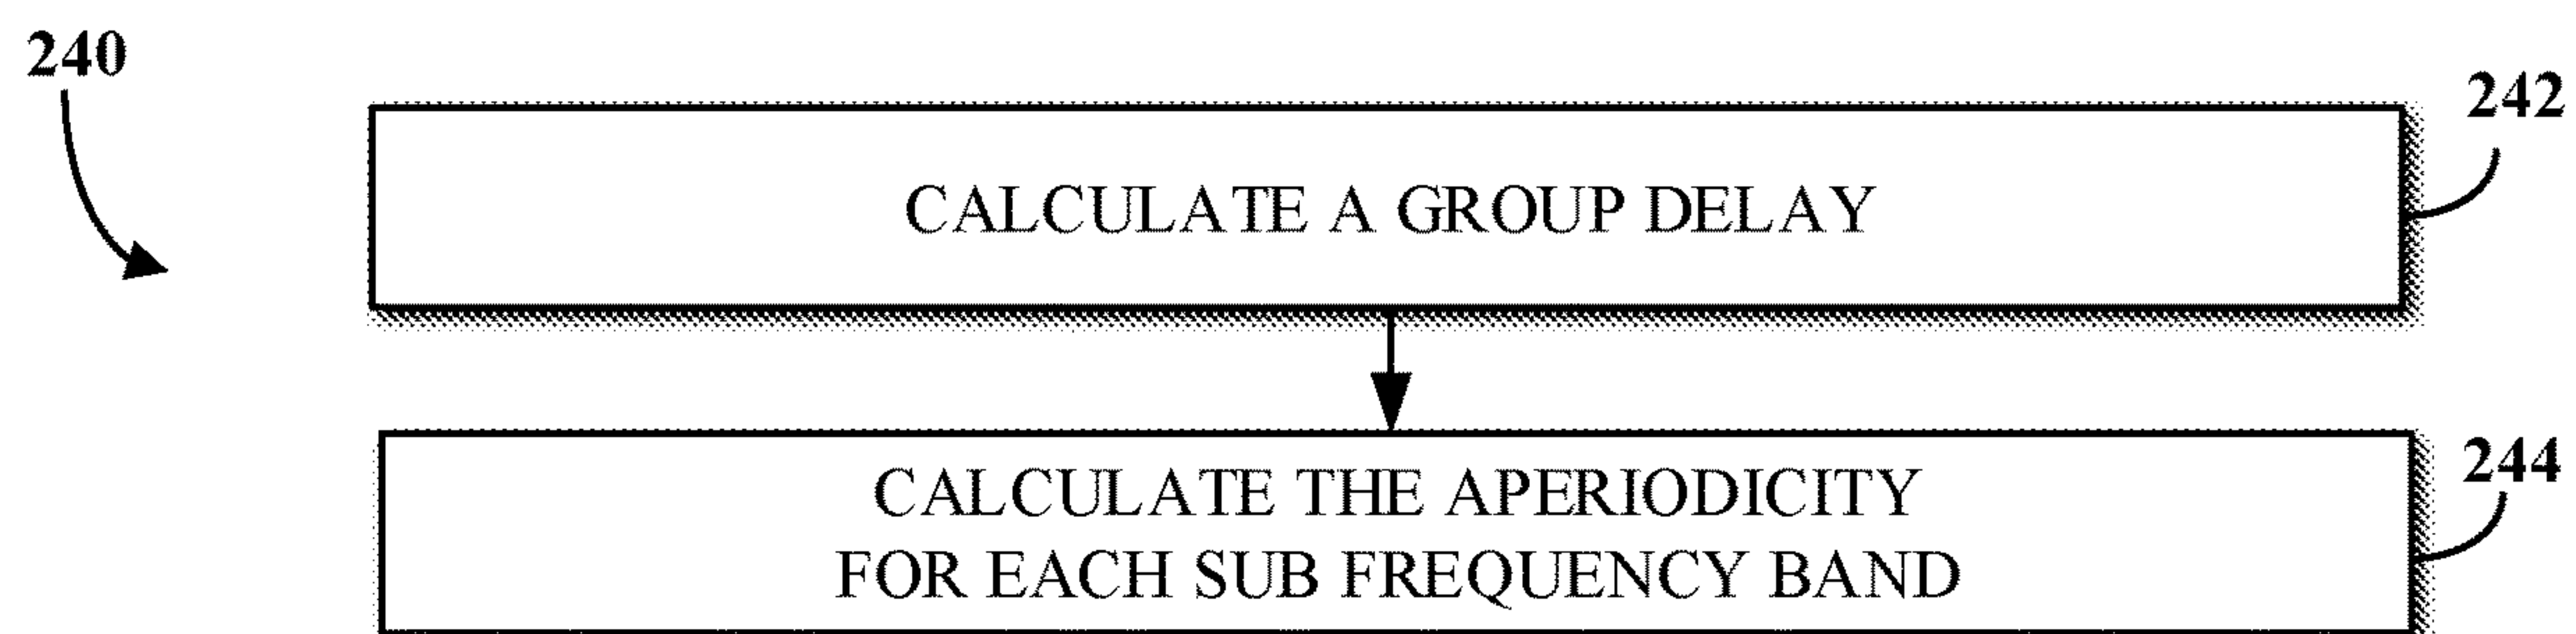 240
242
CALCULATE A GROUP DELAY
244
CALCULATE THE APERIODICITY
FOR EACH SUB FREQUENCY BAND